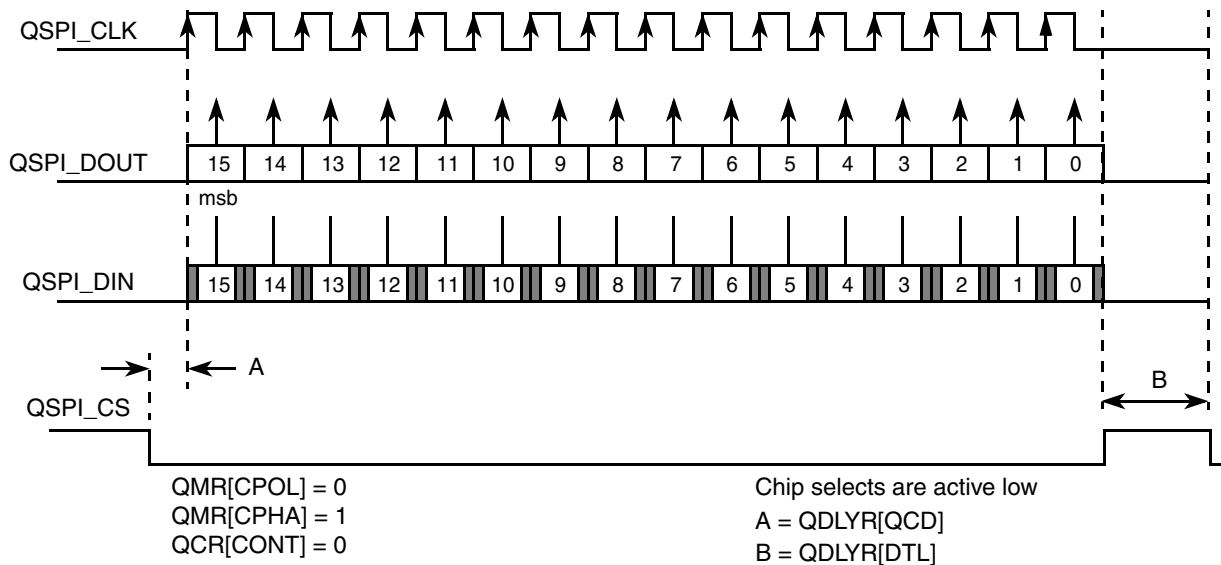 QSPI_CLK
QSPI_DOUT
15 14 13 12 11 10 9 8 7 6 5 4 3 2 1 0
msb
QSPI_DIN
15 14 13 12 11 10 9 8 7 6 5 4 3 2 1 0
A
B
QSPI_CS
QMR[CPOL] = 0
QMR[CPHA] = 1
QCR[CONT] = 0
Chip selects are active low
A = QDLYR[QCD]
B = QDLYR[DTL]